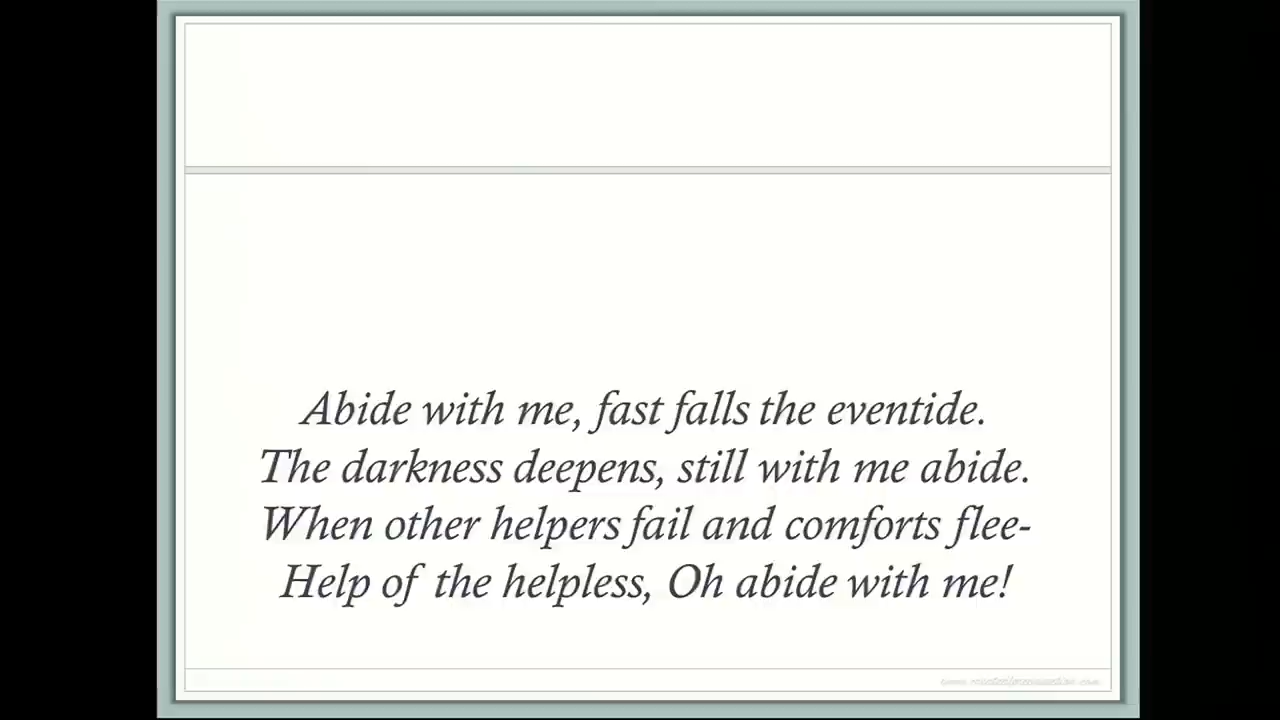 Abide with me, fast falls the eventide.
The darkness deepens, still with me abide.
When other helpers fail and comforts flee-
Help of the helpless, Oh abide with me!